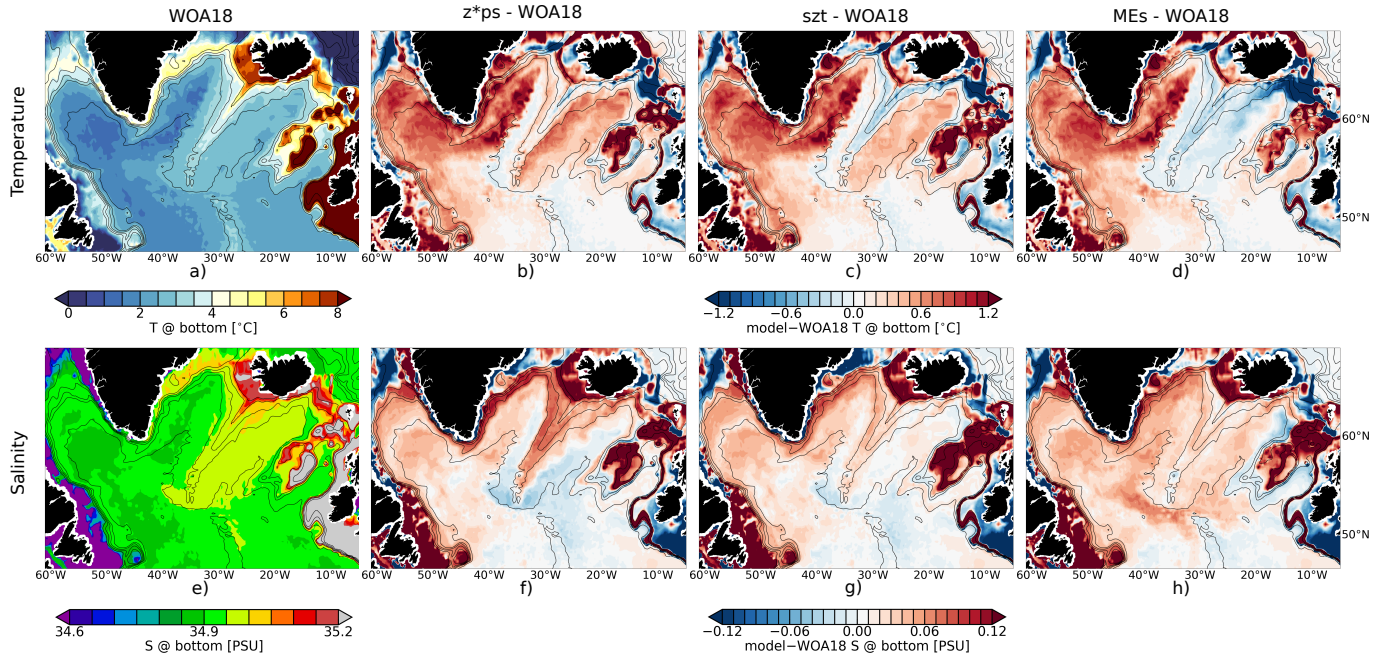 WOA18
z*ps - WOA18
szt - WOA18
MEs - WOA18
Temperature
60°N
50°N
60°W 50°W 40°W 30°W 20°W 10°W
50°W 40°W 30°W 20°W 10°W
50°W 40°W 30°W 20°W 10°W
60°W 50°W 40°W 30°W 20°W 10°W
a)
b)
c)
d)
0 2 4 6 8
T @ bottom [°C]
−1.2 −0.6 0.0 0.6 1.2
model−WOA18 T @ bottom [°C]
Salinity
60°N
50°N
60°W 50°W 40°W 30°W 20°W 10°W
60°W 50°W 40°W 30°W 20°W 10°W
60°W 50°W 40°W 30°W 20°W 10°W
60°W 50°W 40°W 30°W 20°W 10°W
e)
f)
g)
h)
34.6 34.9 35.2
S @ bottom [PSU]
−0.12 −0.06 0.00 0.06 0.12
model−WOA18 S @ bottom [PSU]